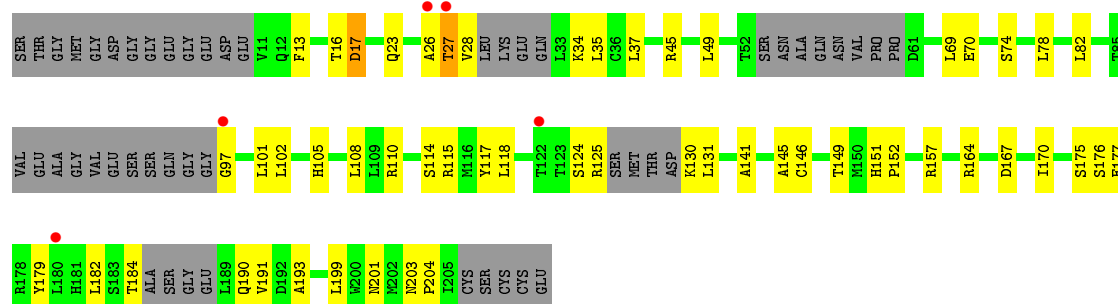 SER THR GLY MET GLY ASP GLY GLY GLU GLY GLU ASP GLU V11 Q12 F13 T16 D17 Q23 A26 T27 V28 LEU LYS GLU GLN L33 K34 L35 C36 L37 R45 L49 T52 SER ASN ALA GLN ASN VAL PRO PRO D61 L69 E70 S74 L78 L82 T85
VAL GLU ALA GLY VAL GLU SER SER GLN GLY GLY G97 L101 L102 H105 L108 L109 R110 S114 R115 M116 Y117 L118 T122 T123 S124 R125 SER MET THR ASP K130 L131 A141 A145 C146 T149 M150 H151 P152 R157 R164 D167 I170 S175 S176 E177
R178 Y179 L180 H181 L182 S183 T184 ALA SER GLY GLU L189 Q190 V191 D192 A193 L199 W200 N201 M202 N203 P204 I205 CYS SER CYS CYS GLU